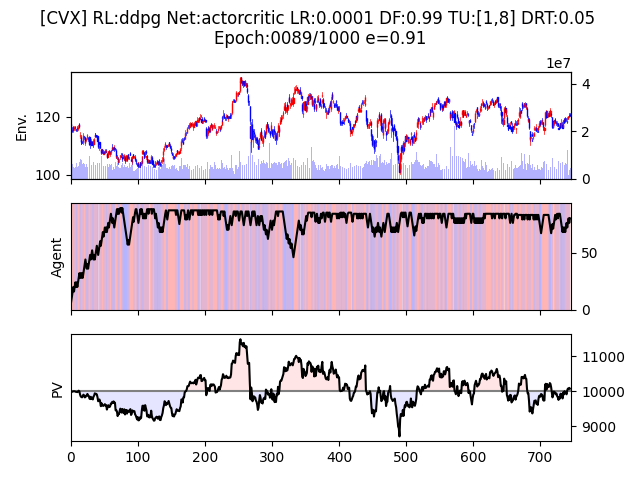 [CVX] RL:ddpg Net:actorcritic LR:0.0001 DF:0.99 TU:[1,8] DRT:0.05
Epoch:0089/1000 e=0.91
1e7
Env.
120
100
4
2
0
Agent
50
0
PV
11000
10000
9000
0 100 200 300 400 500 600 700